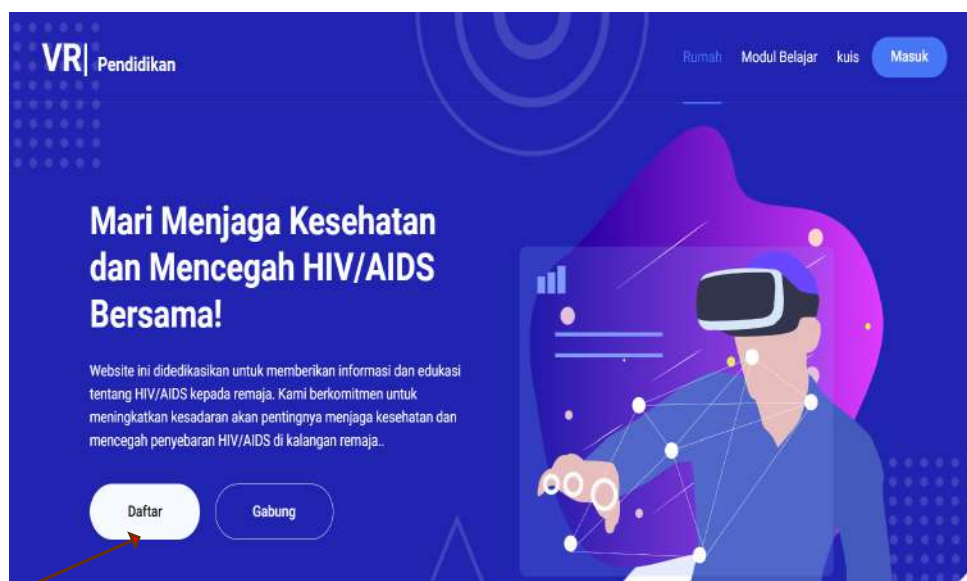 VR| Pendidikan
Rumah Modul Belajar kuis Masuk
Mari Menjaga Kesehatan
dan Mencegah HIV/AIDS
Bersama!
Website ini didedikasikan untuk memberikan informasi dan edukasi
tentang HIV/AIDS kepada remaja. Kami berkomitmen untuk
meningkatkan kesadaran akan pentingnya menjaga kesehatan dan
mencegah penyebaran HIV/AIDS di kalangan remaja..
Daftar Gabung